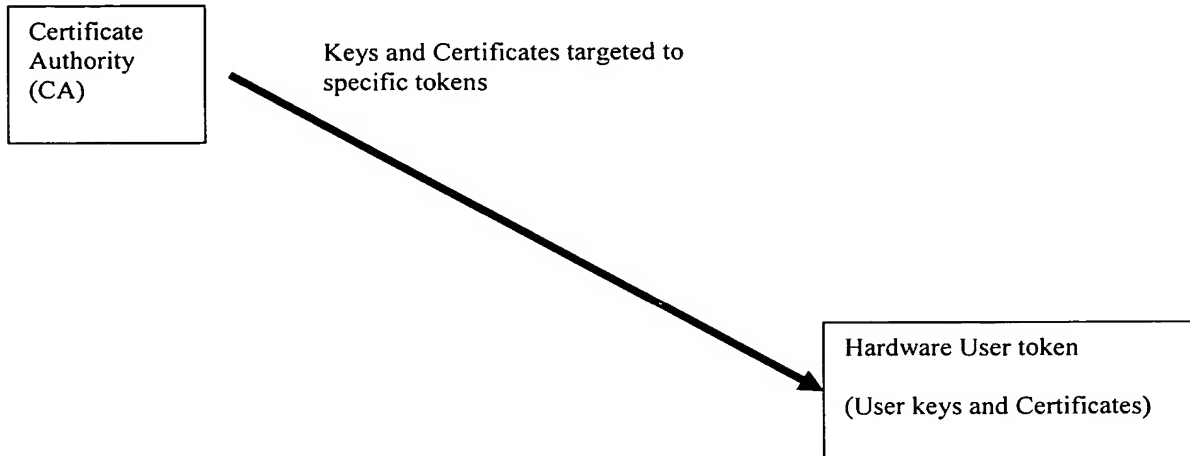 Certificate
Authority
(CA)
Keys and Certificates targeted to
specific tokens
Hardware User token
(User keys and Certificates)